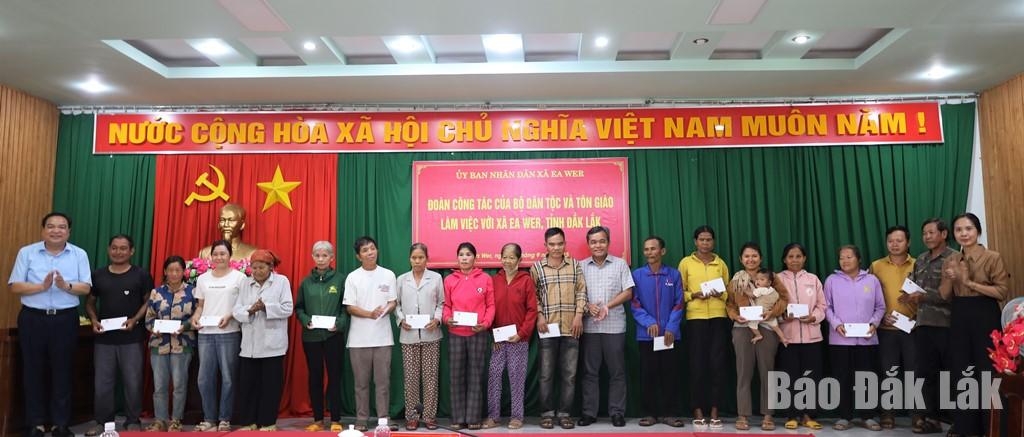 NƯỚC CỘNG HÒA XÃ HỘI CHỦ NGHĨA VIỆT NAM MUÔN NĂM !
ỦY BAN NHÂN DÂN XÃ EA WER
ĐOÀN CÔNG TÁC CỦA BỘ DÂN TỘC VÀ TÔN GIÁO
LÀM VIỆC VỚI XÃ EA WER, TỈNH ĐẮK LẮK
Báo Đắk Lắk